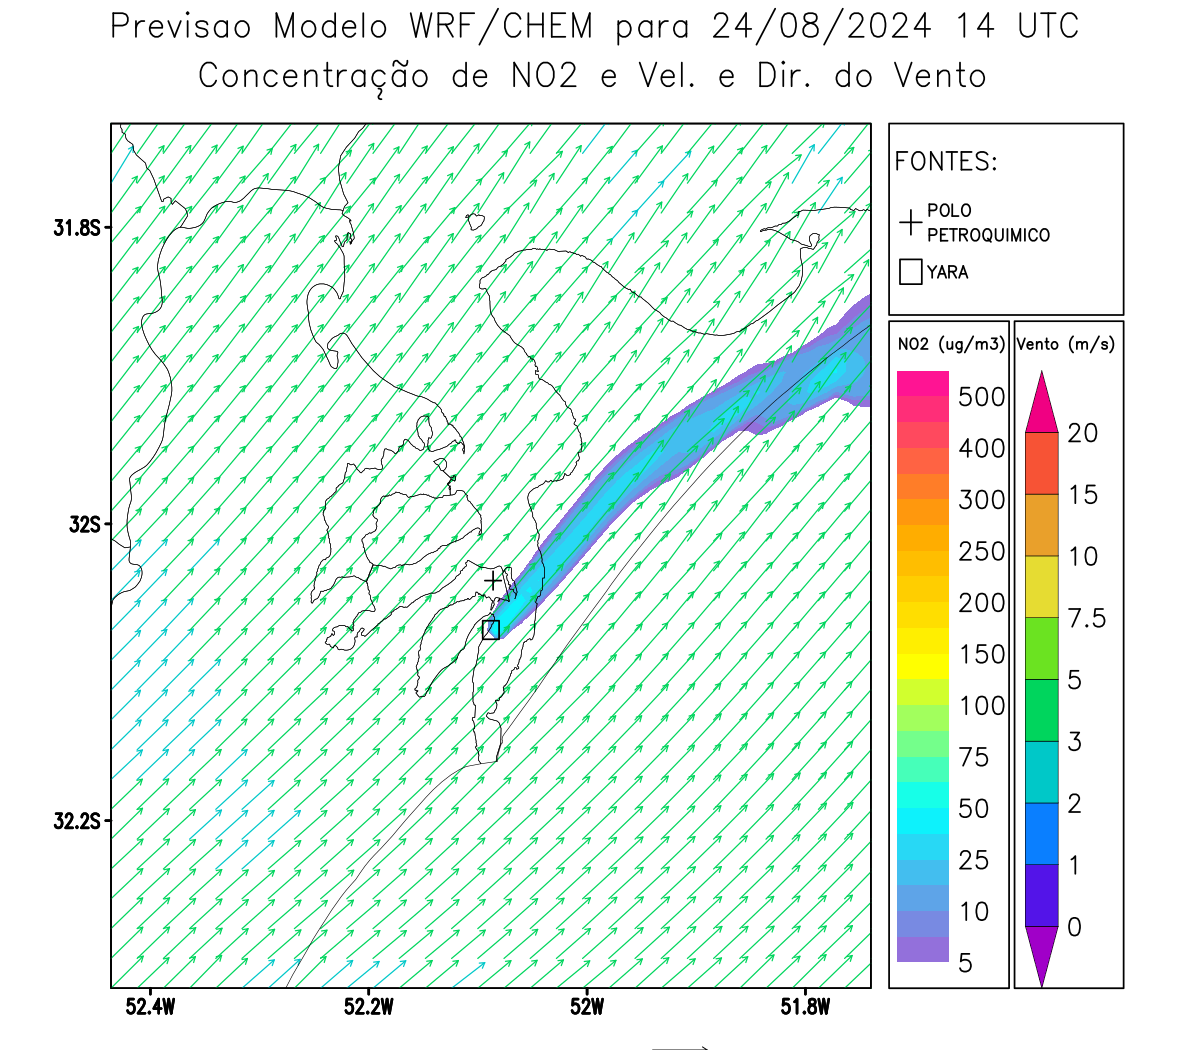 Previsao Modelo WRF/CHEM para 24/08/2024 14 UTC
Concentração de NO2 e Vel. e Dir. do Vento
FONTES:
POLO
PETROQUIMICO
YARA
NO2 (ug/m3)
500
400
300
250
200
150
100
75
50
25
10
5
Vento (m/s)
20
15
10
7.5
5
3
2
1
0
31.8S
32S
32.2S
52.4W
52.2W
52W
51.8W